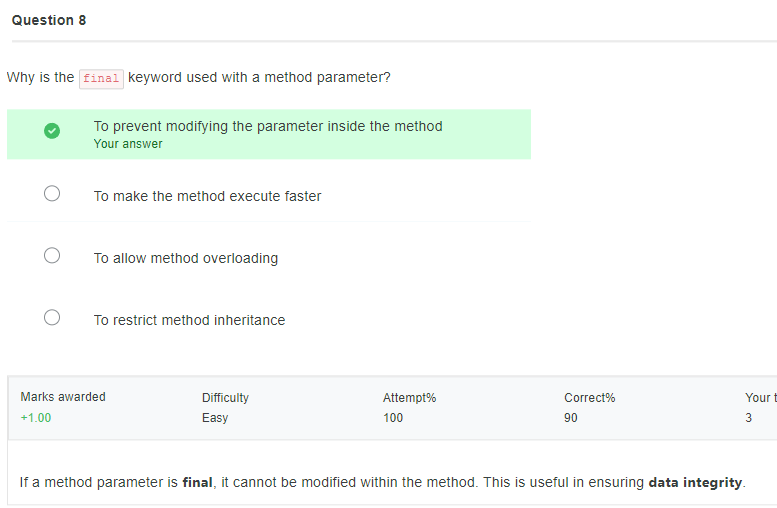 Question 8
Why is the final keyword used with a method parameter?
To prevent modifying the parameter inside the method
Your answer
To make the method execute faster
To allow method overloading
To restrict method inheritance
Marks awarded Difficulty Attempt% Correct% Your
+1.00 Easy 100 90 3
If a method parameter is final, it cannot be modified within the method. This is useful in ensuring data integrity.